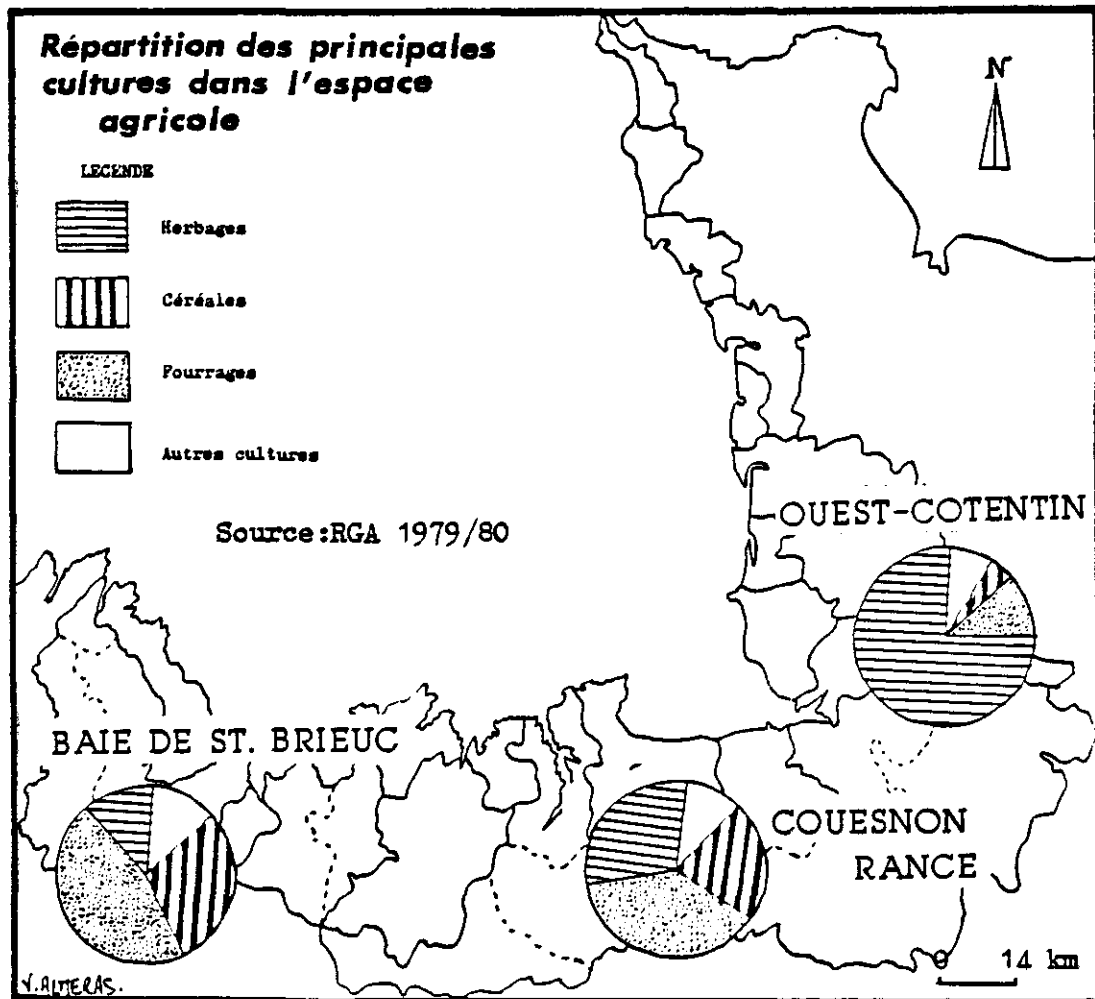 Répartition des principales
cultures dans l'espace
agricole
N
LEGENDE
Herbages
Céréales
Fourrages
Autres cultures
Source:RGA 1979/80
OUEST-COTENTIN
BAIE DE ST. BRIEUC
COUESNON
RANCE
0 14 km
V.ALTERAS.